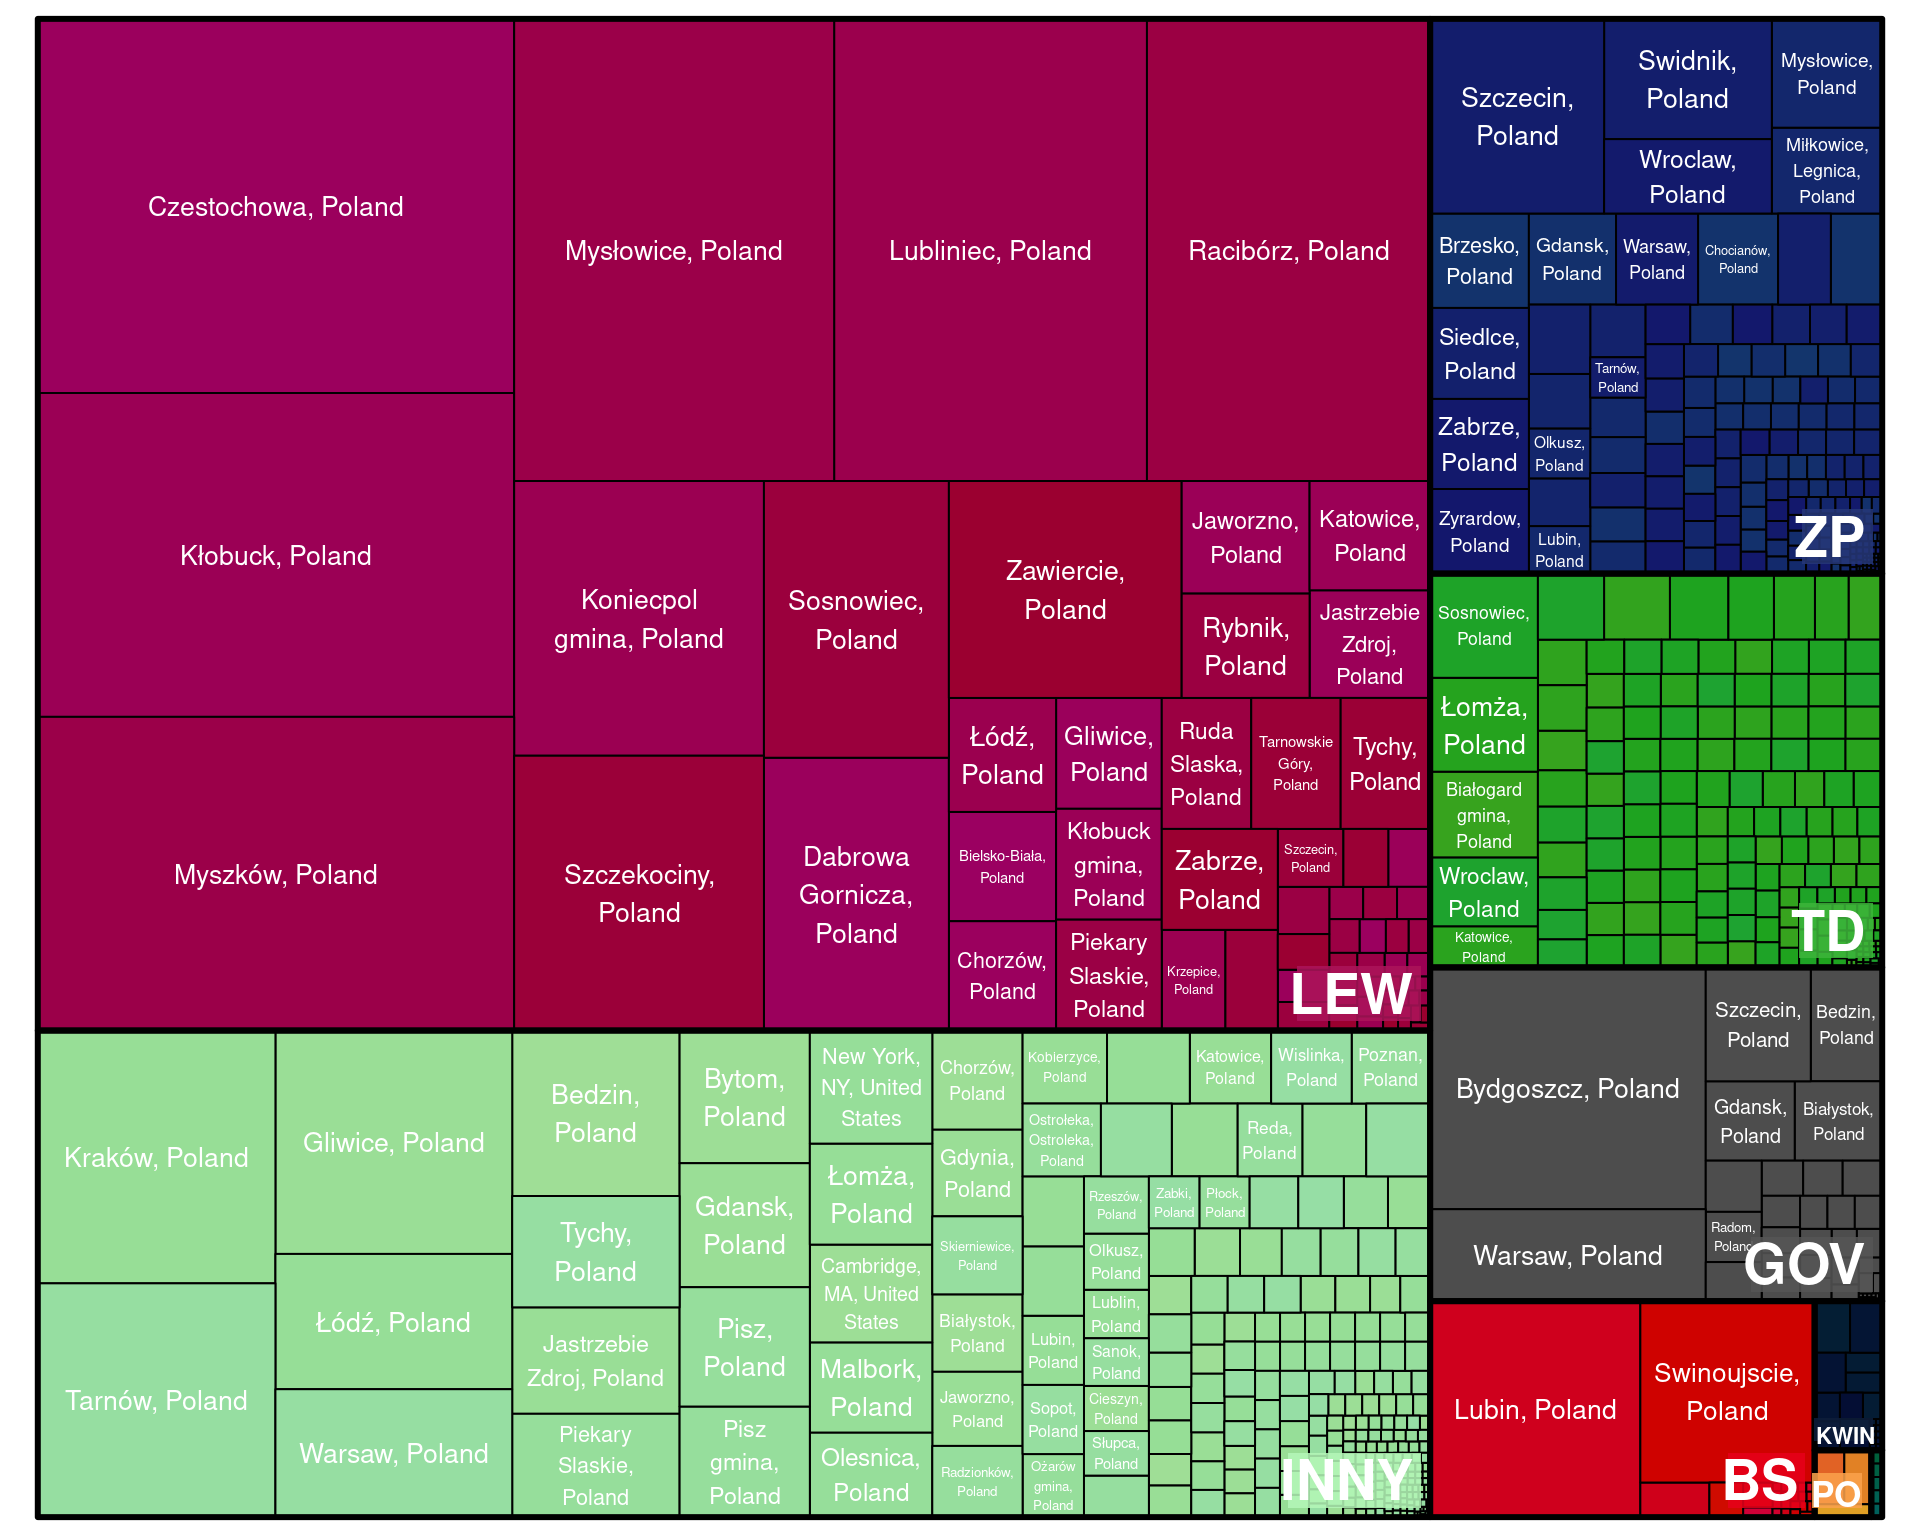 Czestochowa, Poland
Kłobuck, Poland
Myszków, Poland
Mysłowice, Poland
Lubliniec, Poland
Racibórz, Poland
Koniecpol
gmina, Poland
Szczekociny,
Poland
Sosnowiec,
Poland
Dabrowa
Gornicza,
Poland
Zawiercie,
Poland
Jaworzno,
Poland
Katowice,
Poland
Rybnik,
Poland
Jastrzebie
Zdroj,
Poland
Łódź,
Poland
Bielsko-Biała,
Poland
Chorzów,
Poland
Gliwice,
Poland
Kłobuck
gmina,
Poland
Piekary
Slaskie,
Poland
Ruda
Slaska,
Poland
Tarnowskie
Góry,
Poland
Tychy,
Poland
Zabrze,
Poland
Szczecin,
Poland
Krzepice,
Poland
LEW
Szczecin,
Poland
Swidnik,
Poland
Wroclaw,
Poland
Mysłowice,
Poland
Miłkowice,
Legnica,
Poland
Brzesko,
Poland
Gdansk,
Poland
Warsaw,
Poland
Chocianów,
Poland
Siedlce,
Poland
Zabrze,
Poland
Zyrardow,
Poland
Tarnów,
Poland
Olkusz,
Poland
Lubin,
Poland
ZP
Sosnowiec,
Poland
Łomża,
Poland
Białogard
gmina,
Poland
Wroclaw,
Poland
Katowice,
Poland
TD
Bydgoszcz, Poland
Warsaw, Poland
Szczecin,
Poland
Bedzin,
Poland
Gdansk,
Poland
Białystok,
Poland
Radom,
Poland
GOV
Lubin, Poland
Swinoujscie,
Poland
BS
KWIN
PO
Kraków, Poland
Tarnów, Poland
Gliwice, Poland
Łódź, Poland
Warsaw, Poland
Bedzin,
Poland
Tychy,
Poland
Jastrzebie
Zdroj, Poland
Piekary
Slaskie,
Poland
Bytom,
Poland
Gdansk,
Poland
Pisz,
Poland
Pisz
gmina,
Poland
New York,
NY, United
States
Łomża,
Poland
Cambridge,
MA, United
States
Malbork,
Poland
Olesnica,
Poland
Chorzów,
Poland
Gdynia,
Poland
Skierniewice,
Poland
Białystok,
Poland
Jaworzno,
Poland
Radzionków,
Poland
Kobierzyce,
Poland
Katowice,
Poland
Wislinka,
Poland
Poznan,
Poland
Ostrołeka,
Ostroleka,
Poland
Reda,
Poland
Rzeszów,
Poland
Zabki,
Poland
Płock,
Poland
Olkusz,
Poland
Lublin,
Poland
Lubin,
Poland
Sanok,
Poland
Sopot,
Poland
Cieszyn,
Poland
Słupca,
Poland
Ożarów
gmina,
Poland
INNY